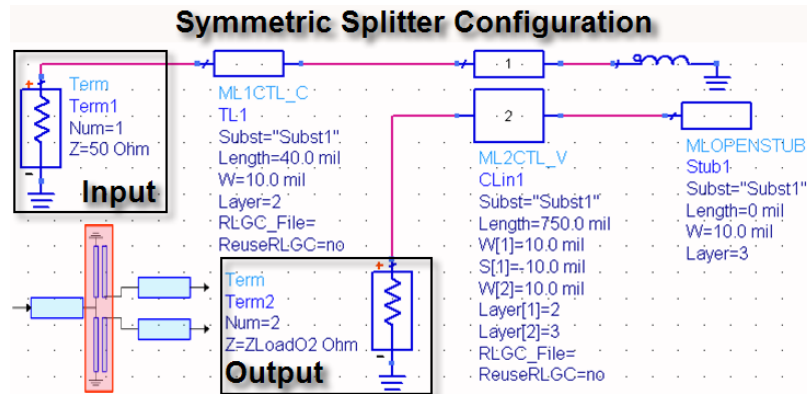 Symmetric Splitter Configuration
Term
Term1
Num=1
Z=50 Ohm
Input
ML1CTL_C
TL1
Subst="Subst1"
Length=40.0 mil
W=10.0 mil
Layer=2
RLGC_File=
ReuseRLGC=no
1
2
ML2CTL_V
CLin1
Subst="Subst1"
Length=750.0 mil
W[1]=10.0 mil
S[1]=-10.0 mil
W[2]=10.0 mil
Layer[1]=2
Layer[2]=3
RLGC_File=
ReuseRLGC=no
MLOPENSTUB
Stub1
Subst="Subst1"
Length=0 mil
W=10.0 mil
Layer=3
Term
Term2
Num=2
Z=ZLoadO2 Ohm
Output